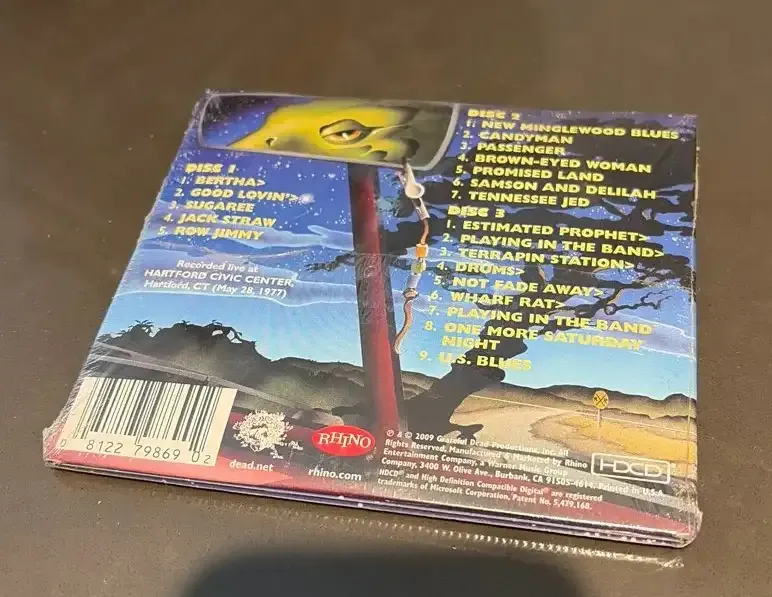 DISC 1
1. BERTHA>
2. GOOD LOVIN'>
3. SUGAREE
4. JACK STRAW
5. ROW JIMMY
Recorded live at
HARTFORD CIVIC CENTER,
Hartford, CT (May 28, 1977)
DISC 2
1. NEW MINGLEWOOD BLUES
2. CANDYMAN
3. PASSENGER
4. BROWN-EYED WOMAN
5. PROMISED LAND
6. SAMSON AND DELILAH
7. TENNESSEE JED
DISC 3
1. ESTIMATED PROPHET>
2. PLAYING IN THE BAND>
3. TERRAPIN STATION>
4. DRUMS>
5. NOT FADE AWAY>
6. WHARF RAT>
7. PLAYING IN THE BAND
8. ONE MORE SATURDAY
NIGHT
9. U.S. BLUES
8122 79869 02
dead.net
RHINO
rhino.com
℗ & © 2009 Grateful Dead Productions, Inc. All
Rights Reserved. Manufactured & Marketed by Rhino
Entertainment Company, a Warner Music Group
Company, 3400 W. Olive Ave., Burbank, CA 91505-4614. Printed in U.S.A.
HDCD® and High Definition Compatible Digital® are registered
trademarks of Microsoft Corporation, Patent No. 5,479,168.
HDCD